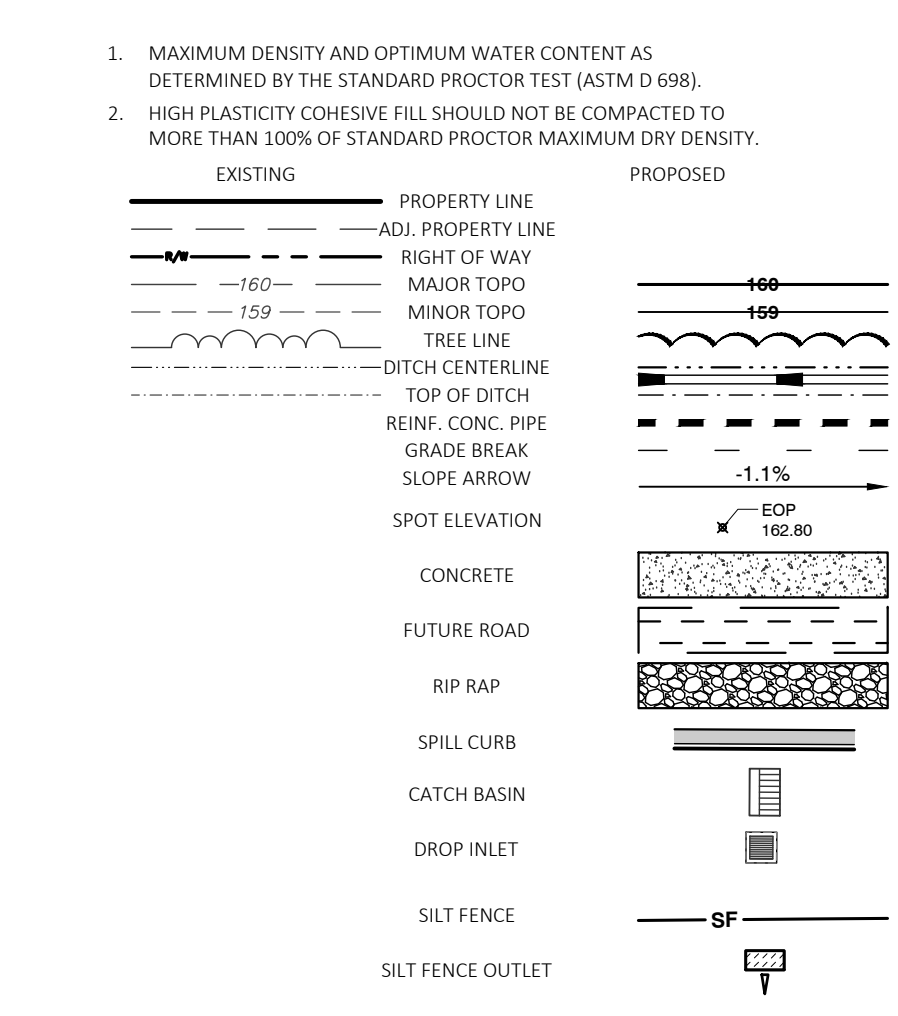 1. MAXIMUM DENSITY AND OPTIMUM WATER CONTENT AS
DETERMINED BY THE STANDARD PROCTOR TEST (ASTM D 698).
2. HIGH PLASTICITY COHESIVE FILL SHOULD NOT BE COMPACTED TO
MORE THAN 100% OF STANDARD PROCTOR MAXIMUM DRY DENSITY.
EXISTING PROPOSED
PROPERTY LINE
ADJ. PROPERTY LINE
R/W RIGHT OF WAY
160 MAJOR TOPO 160
159 MINOR TOPO 159
TREE LINE
DITCH CENTERLINE
TOP OF DITCH
REINF. CONC. PIPE
GRADE BREAK
SLOPE ARROW -1.1%
SPOT ELEVATION EOP
162.80
CONCRETE
FUTURE ROAD
RIP RAP
SPILL CURB
CATCH BASIN
DROP INLET
SILT FENCE SF
SILT FENCE OUTLET